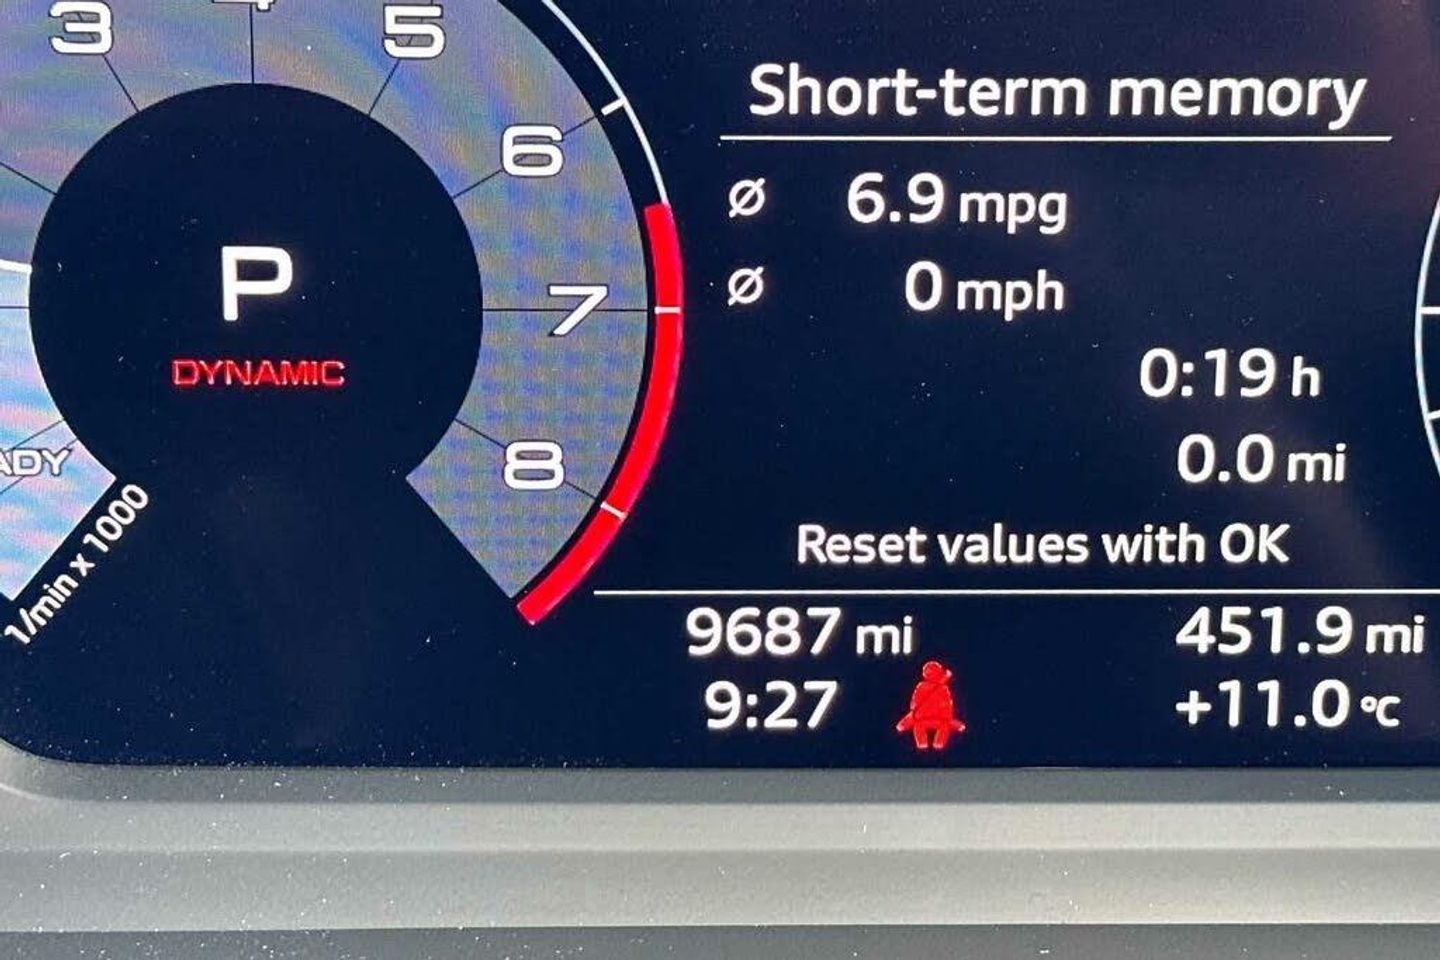 3
4
5
6
7
8
P
DYNAMIC
ADY
1/min x 1000
Short-term memory
Ø 6.9 mpg
Ø 0 mph
0:19 h
0.0 mi
Reset values with OK
9687 mi 451.9 mi
9:27 +11.0 °C